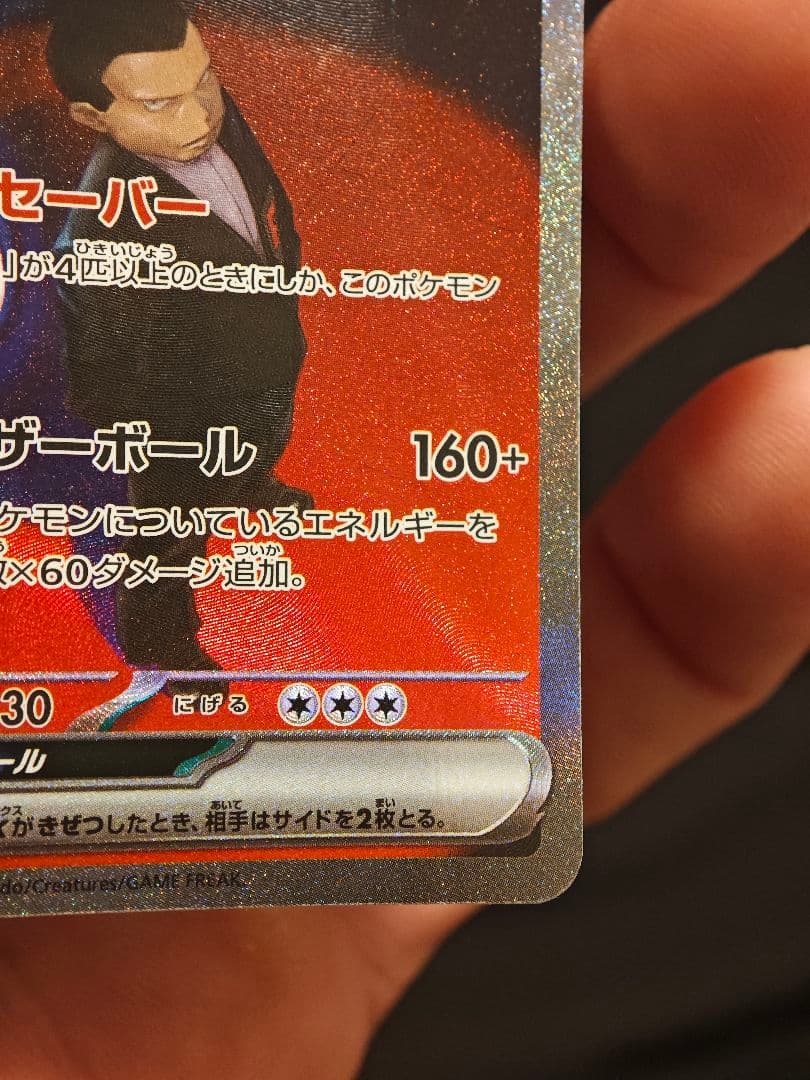 セーバー
ひきいじょう
」が4匹以上のときにしか、このポケモン
ザーボール 160+
ケモンについているエネルギーを
ついか
×60ダメージ追加。
30 にげる
ール
クス あいて まい
がきぜつしたとき、相手はサイドを2枚とる。
do/Creatures/GAME FREAK